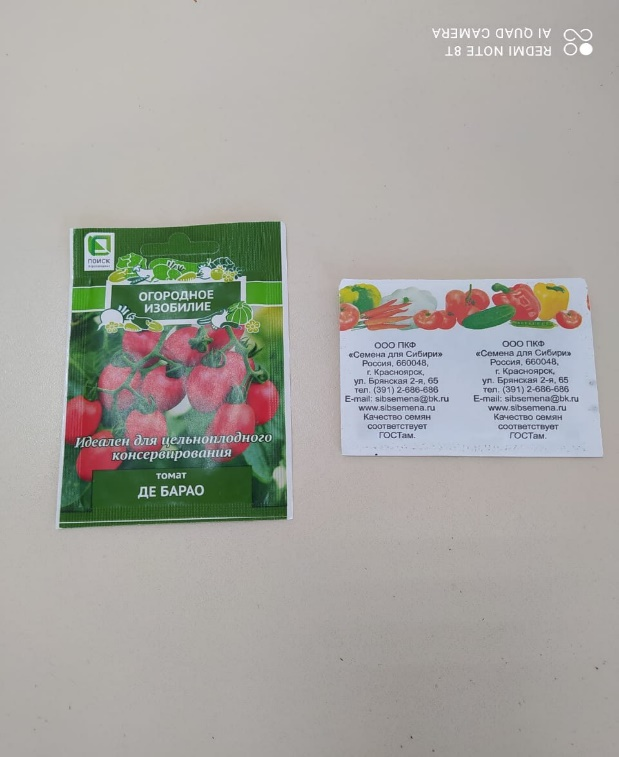 REDMI NOTE 8T
AI QUAD CAMERA
ПОИСК
ОГОРОДНОЕ
ИЗОБИЛИЕ
Идеален для цельноплодного
консервирования
томат
ДЕ БАРАО
ООО ПКФ
«Семена для Сибири»
Россия, 660048,
г. Красноярск,
ул. Брянская 2-я, 65
тел. (391) 2-686-686
E-mail: sibsemena@bk.ru
www.sibsemena.ru
Качество семян
соответствует
ГОСТам.
ООО ПКФ
«Семена для Сибири»
Россия, 660048,
г. Красноярск,
ул. Брянская 2-я, 65
тел. (391) 2-686-686
E-mail: sibsemena@bk.ru
www.sibsemena.ru
Качество семян
соответствует
ГОСТам.